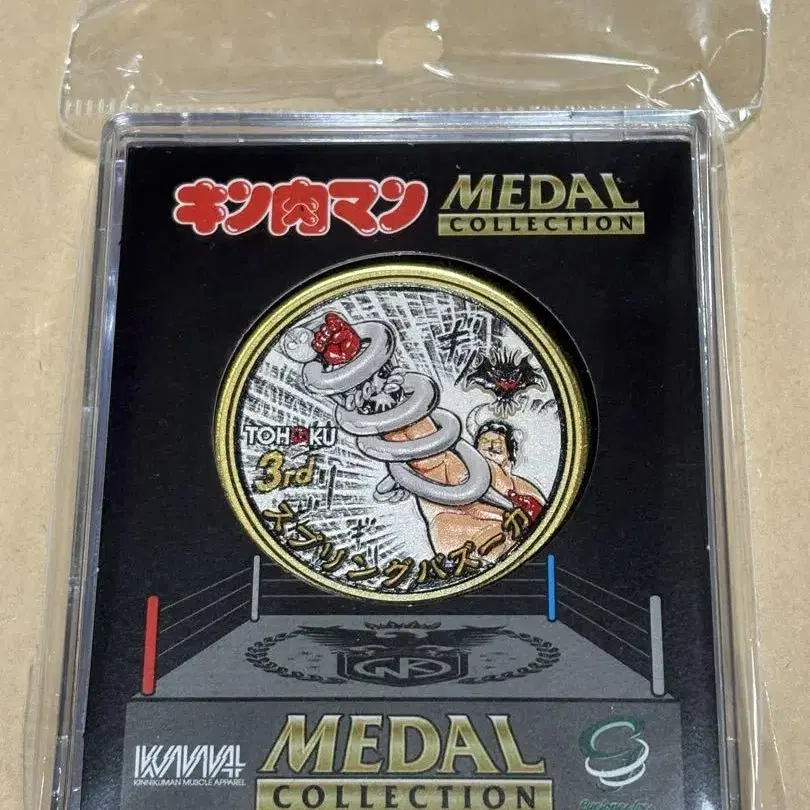 キン肉マン MEDAL
COLLECTION
TOHOKU
3rd
スプリングバズーカ
MEDAL
COLLECTION
KINNIKUMAN MUSCLE APPAREL